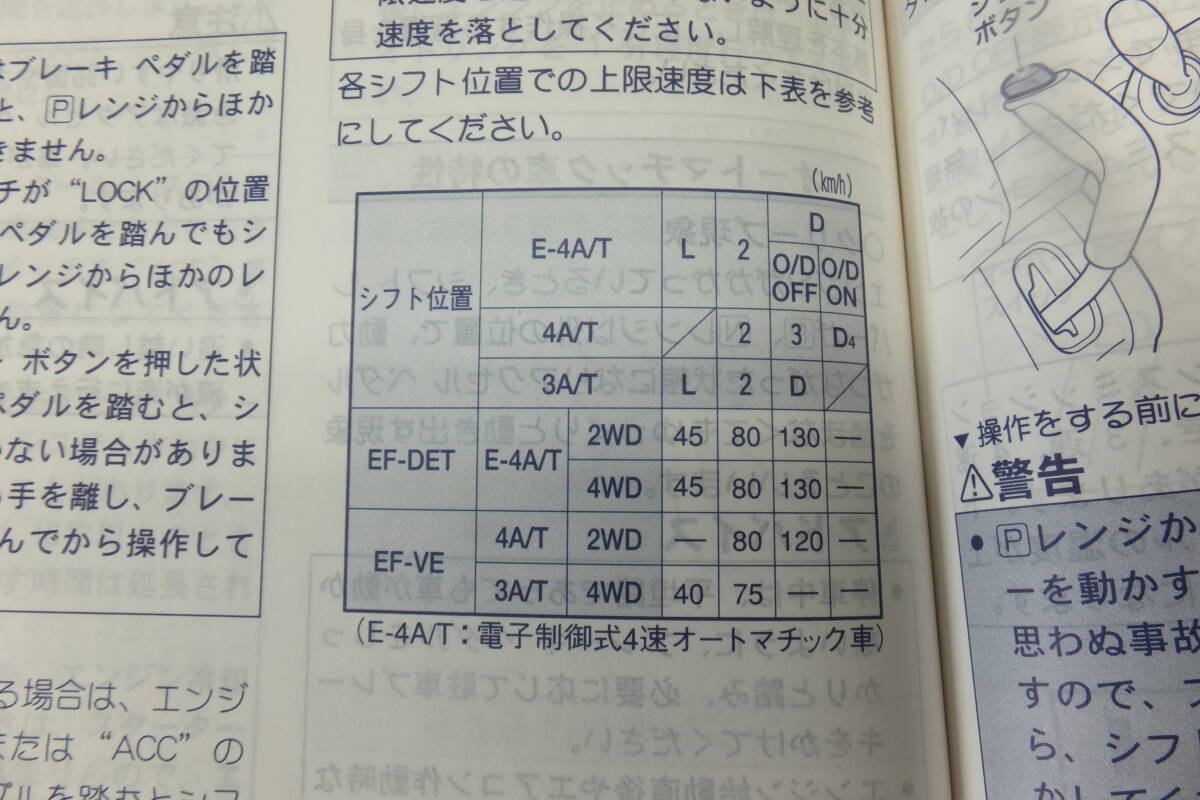 はブレーキ ペダルを踏
と、Pレンジからほか
きません。
チが“LOCK”の位置
ペダルを踏んでもシ
レンジからほかのレ
ん。
ボタンを押した状
ペダルを踏むと、シ
ない場合がありま
手を離し、ブレー
んでから操作して
る場合は、エンジ
または“ACC”の
ように十分
速度を落としてください。
各シフト位置での上限速度は下表を参考
にしてください。
(km/h)
シフト位置 E-4A/T L 2 D
O/D OFF O/D ON
4A/T 2 3 D4
3A/T L 2 D
EF-DET E-4A/T 2WD 45 80 130 —
4WD 45 80 130 —
EF-VE 4A/T 2WD — 80 120 —
3A/T 4WD 40 75 — —
(E-4A/T：電子制御式4速オートマチック車)
ボタン
▼操作をする前に
⚠警告
●Pレンジか
ーを動かす
思わぬ事故
すので、
ら、シフ